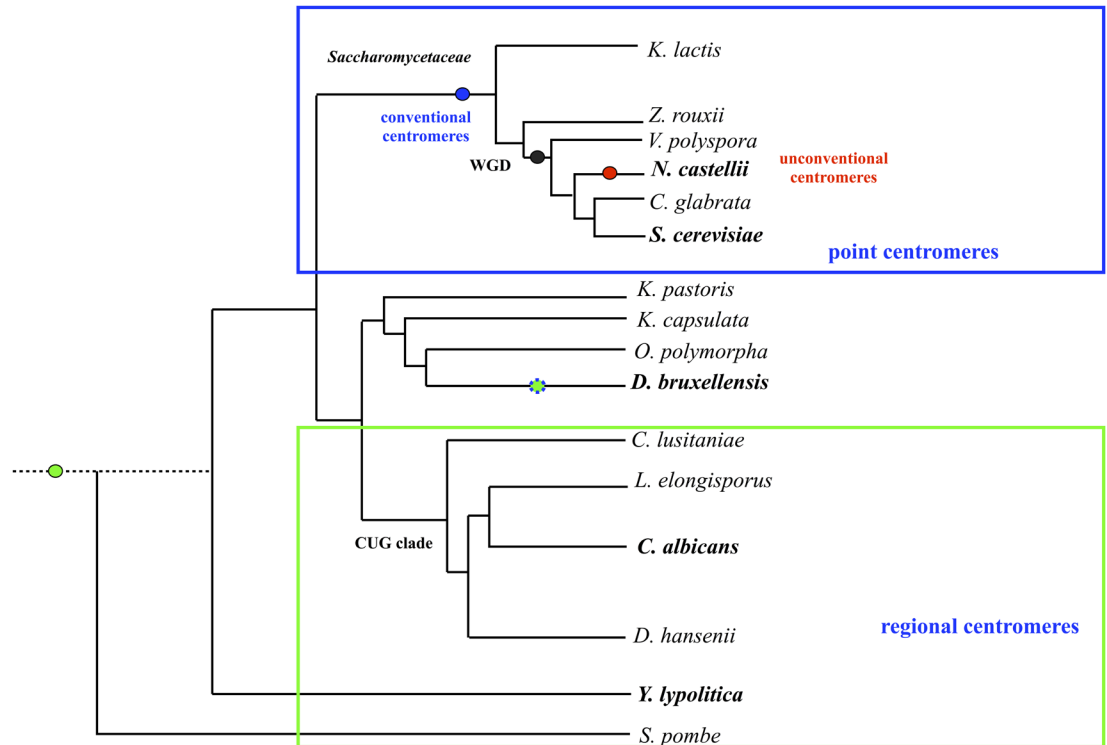 Saccharomycetaceae
K. lactis
conventional
centromeres
Z. rouxii
V. polyspora
WGD
N. castellii
unconventional
centromeres
C. glabrata
S. cerevisiae
point centromeres
K. pastoris
K. capsulata
O. polymorpha
D. bruxellensis
C. lusitaniae
L. elongisporus
CUG clade
C. albicans
D. hansenii
regional centromeres
Y. lypolitica
S. pombe